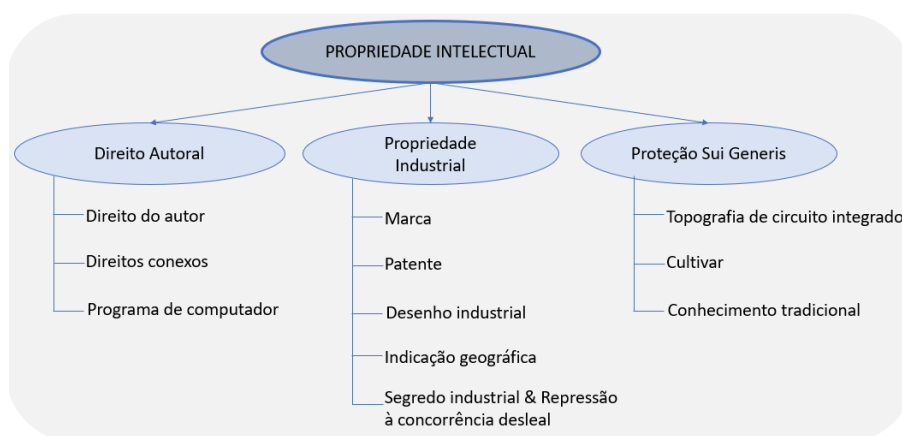 PROPRIEDADE INTELECTUAL
Direito Autoral
Direito do autor
Direitos conexos
Programa de computador
Propriedade
Industrial
Marca
Patente
Desenho industrial
Indicação geográfica
Segredo industrial & Repressão
à concorrência desleal
Proteção Sui Generis
Topografia de circuito integrado
Cultivar
Conhecimento tradicional